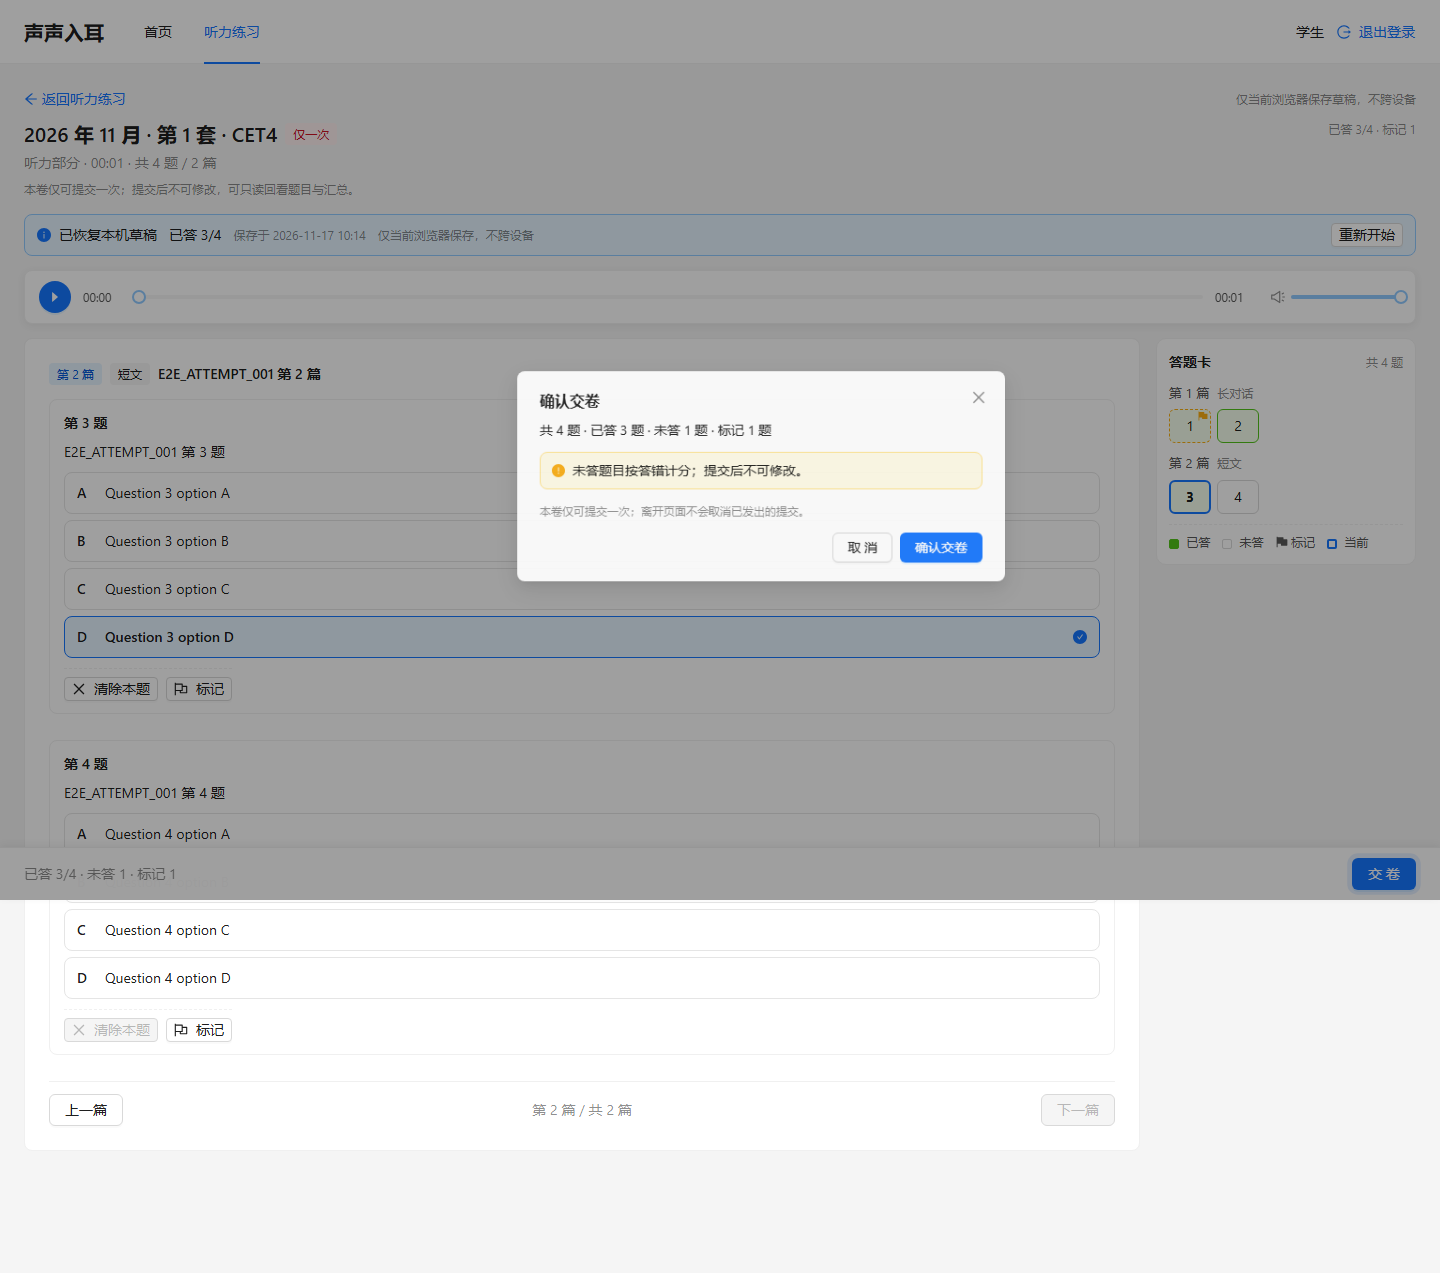 声声入耳 首页 听力练习 学生 退出登录
返回听力练习 仅当前浏览器保存草稿，不跨设备
2026 年 11 月 · 第 1 套 · CET4 仅一次 已答 3/4 · 标记 1
听力部分 · 00:01 · 共 4 题 / 2 篇
本卷仅可提交一次；提交后不可修改，可只读回看题目与汇总。
已恢复本机草稿 已答 3/4 保存于 2026-11-17 10:14 仅当前浏览器保存，不跨设备 重新开始
00:00 00:01
第 2 篇 短文 E2E_ATTEMPT_001 第 2 篇
第 3 题
E2E_ATTEMPT_001 第 3 题
A Question 3 option A
B Question 3 option B
C Question 3 option C
D Question 3 option D
清除本题 标记
第 4 题
E2E_ATTEMPT_001 第 4 题
A Question 4 option A
C Question 4 option C
D Question 4 option D
清除本题 标记
上一篇 第 2 篇 / 共 2 篇 下一篇
答题卡 共 4 题
第 1 篇 长对话
1 2
第 2 篇 短文
3 4
已答 未答 标记 当前
确认交卷
共 4 题 · 已答 3 题 · 未答 1 题 · 标记 1 题
未答题目按答错计分；提交后不可修改。
本卷仅可提交一次；离开页面不会取消已发出的提交。
取 消 确认交卷
已答 3/4 · 未答 1 · 标记 1 交 卷